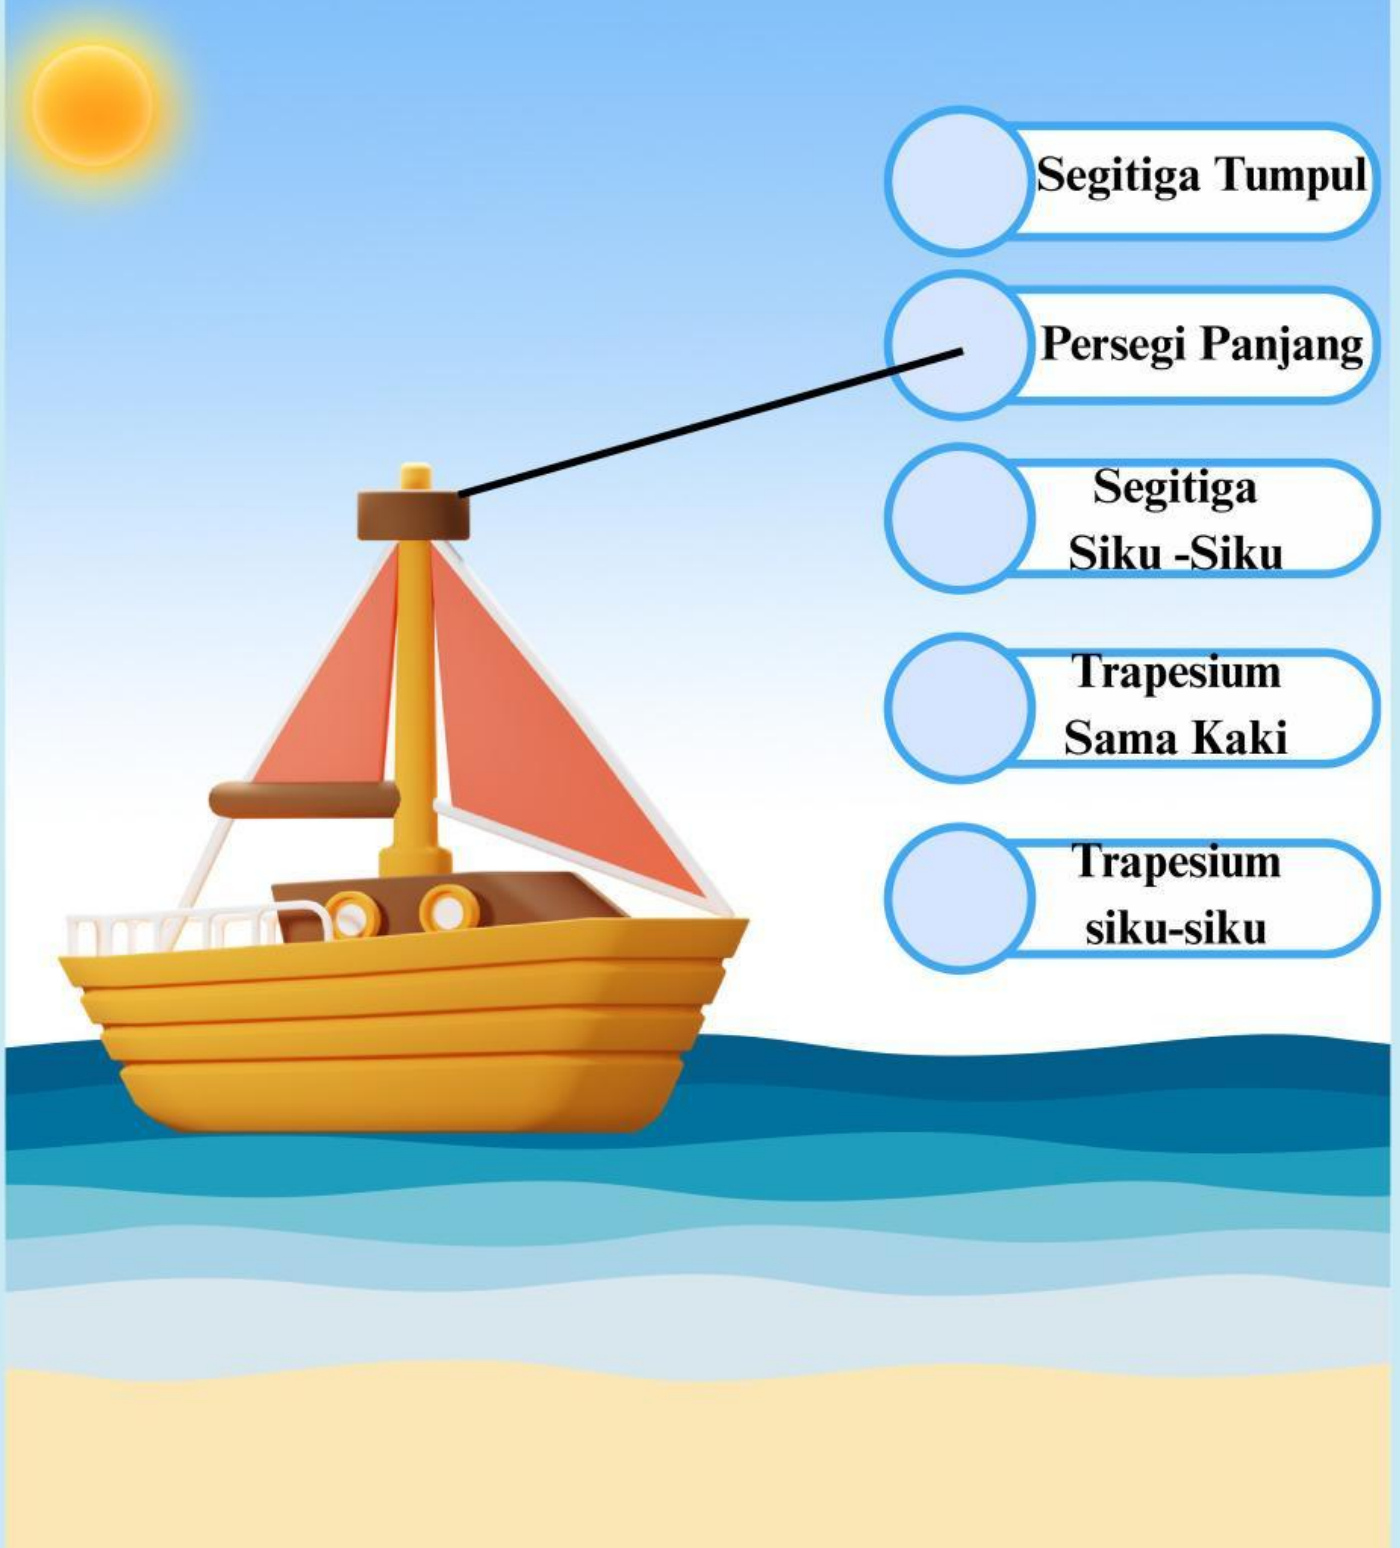 Segitiga Tumpul
Persegi Panjang
Segitiga
Siku -Siku
Trapesium
Sama Kaki
Trapesium
siku-siku